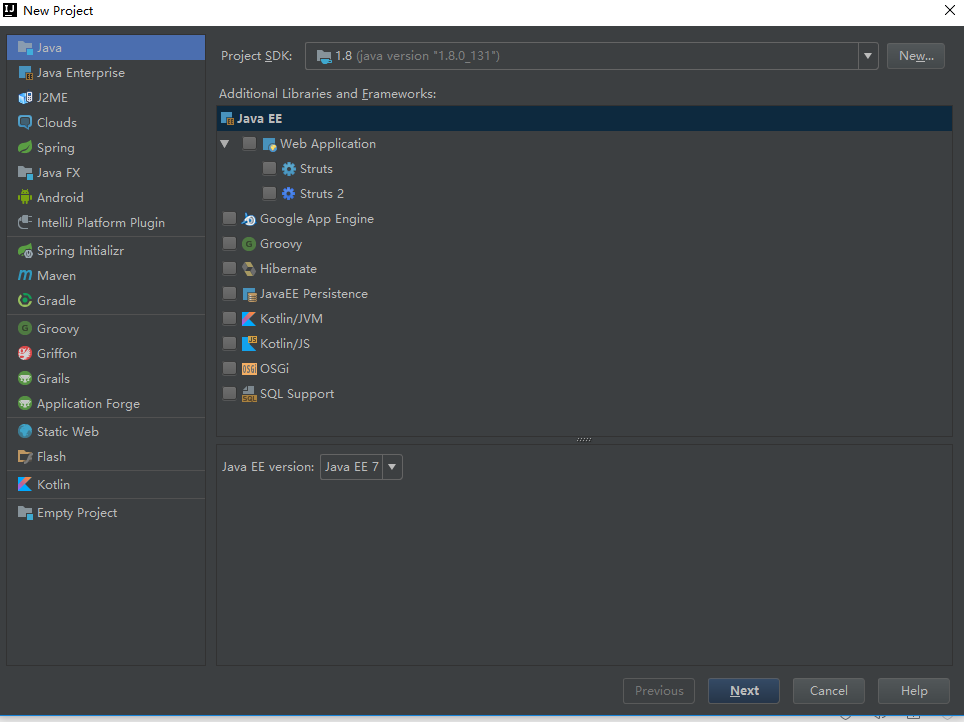 New Project
Java
Java Enterprise
J2ME
Clouds
Spring
Java FX
Android
IntelliJ Platform Plugin
Spring Initializr
Maven
Gradle
Groovy
Griffon
Grails
Application Forge
Static Web
Flash
Kotlin
Empty Project
Project SDK: 1.8 (java version "1.8.0_131") New...
Additional Libraries and Frameworks:
Java EE
Web Application
Struts
Struts 2
Google App Engine
Groovy
Hibernate
JavaEE Persistence
Kotlin/JVM
Kotlin/JS
OSGi
SQL Support
Java EE version: Java EE 7
Previous Next Cancel Help